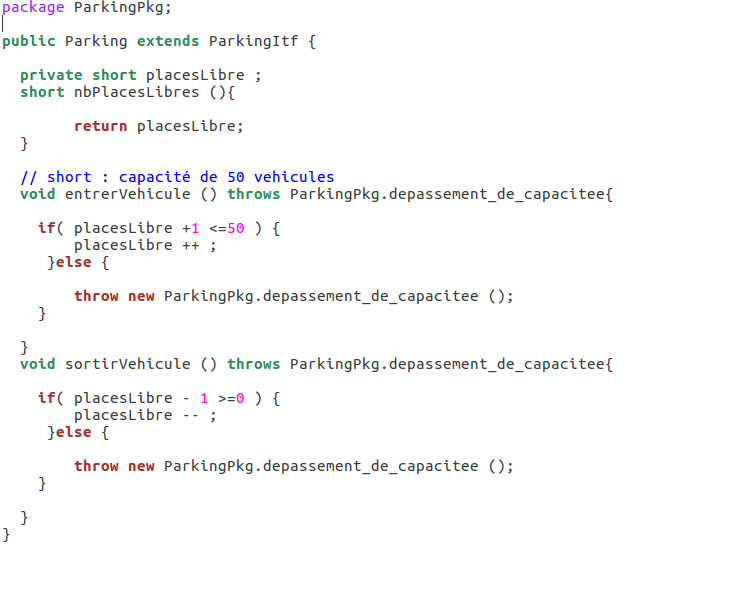 package ParkingPkg;
public Parking extends ParkingItf {
private short placesLibre ;
short nbPlacesLibres (){
return placesLibre;
}
// short : capacité de 50 vehicules
void entrerVehicule () throws ParkingPkg.depassement_de_capacitee{
if( placesLibre +1 <=50 ) {
placesLibre ++ ;
}else {
throw new ParkingPkg.depassement_de_capacitee ();
}
}
void sortirVehicule () throws ParkingPkg.depassement_de_capacitee{
if( placesLibre - 1 >=0 ) {
placesLibre -- ;
}else {
throw new ParkingPkg.depassement_de_capacitee ();
}
}
}